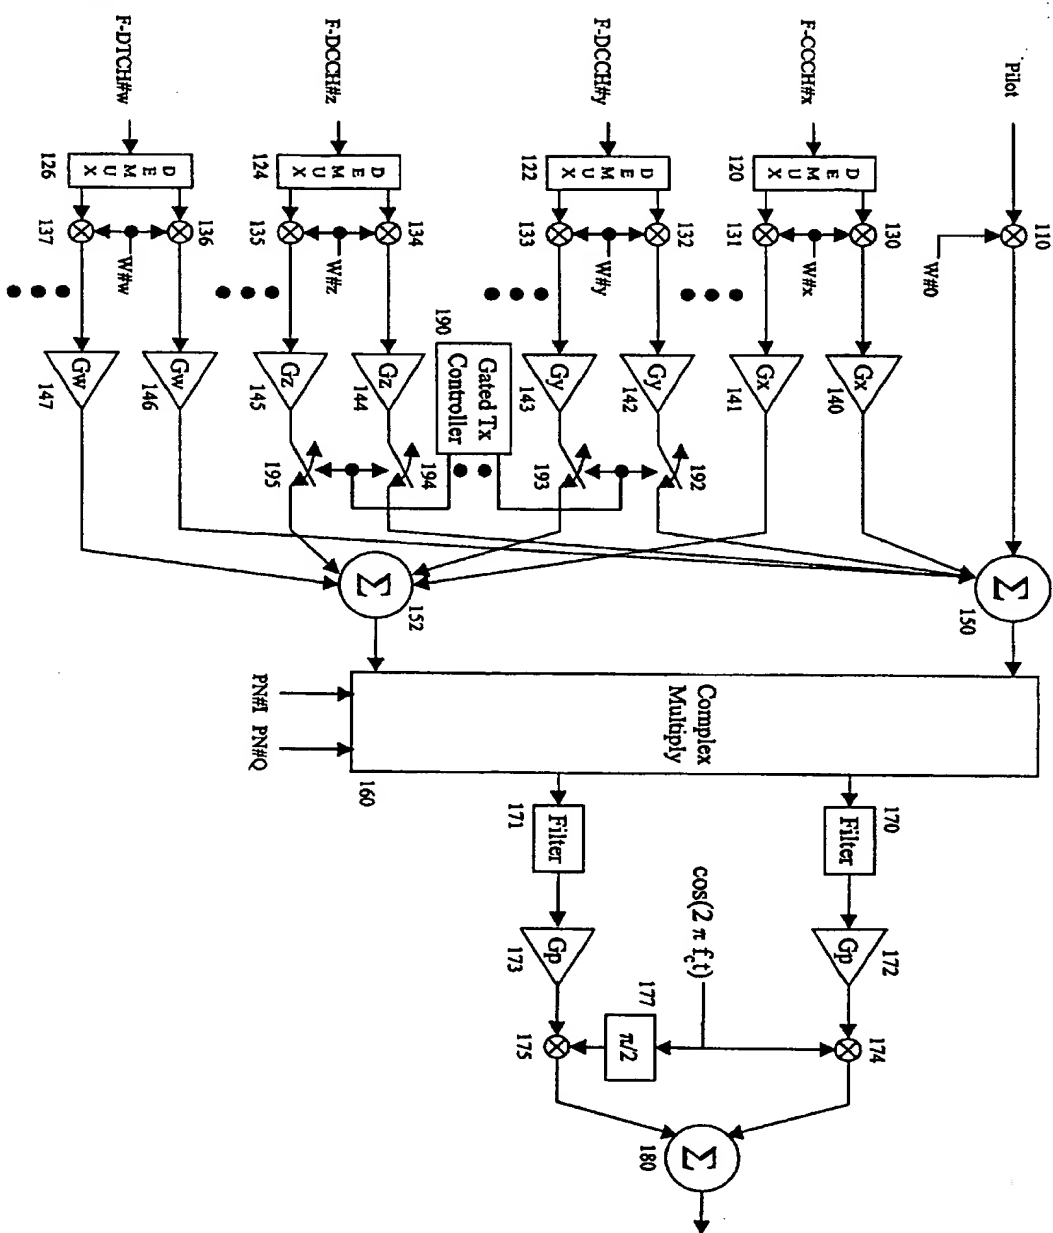 Pilot
110
W#0
150
Σ
F-CCCH#x
120
DEMUX
130
131
W#x
Gx
140
Gx
141
F-DCCH#y
122
DEMUX
132
133
W#y
Gy
142
Gy
143
192
193
190
Gated Tx
Controller
F-DCCH#z
124
DEMUX
134
135
W#z
Gz
144
Gz
145
194
195
Σ
152
F-DTCH#w
126
DEMUX
136
137
W#w
Gw
146
Gw
147
Complex
Multiply
160
PN#I
PN#Q
170
Filter
171
Filter
Gp
172
Gp
173
cos(2 π f_c t)
177
π/2
174
175
Σ
180